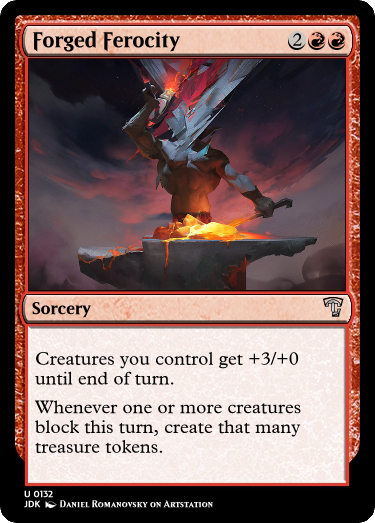 Forged Ferocity 2
Sorcery
Creatures you control get +3/+0
until end of turn.
Whenever one or more creatures
block this turn, create that many
treasure tokens.
U 0132
JDK Daniel Romanovsky on Artstation